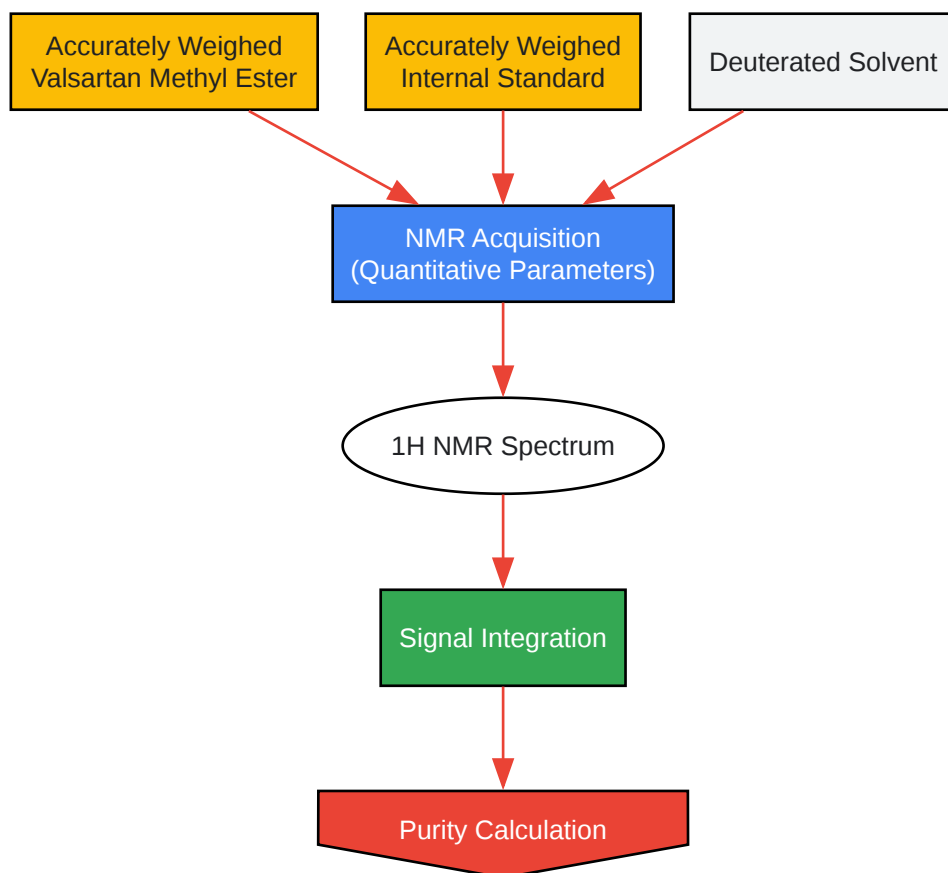 Accurately Weighed
Valsartan Methyl Ester
Accurately Weighed
Internal Standard
Deuterated Solvent
NMR Acquisition
(Quantitative Parameters)
1H NMR Spectrum
Signal Integration
Purity Calculation